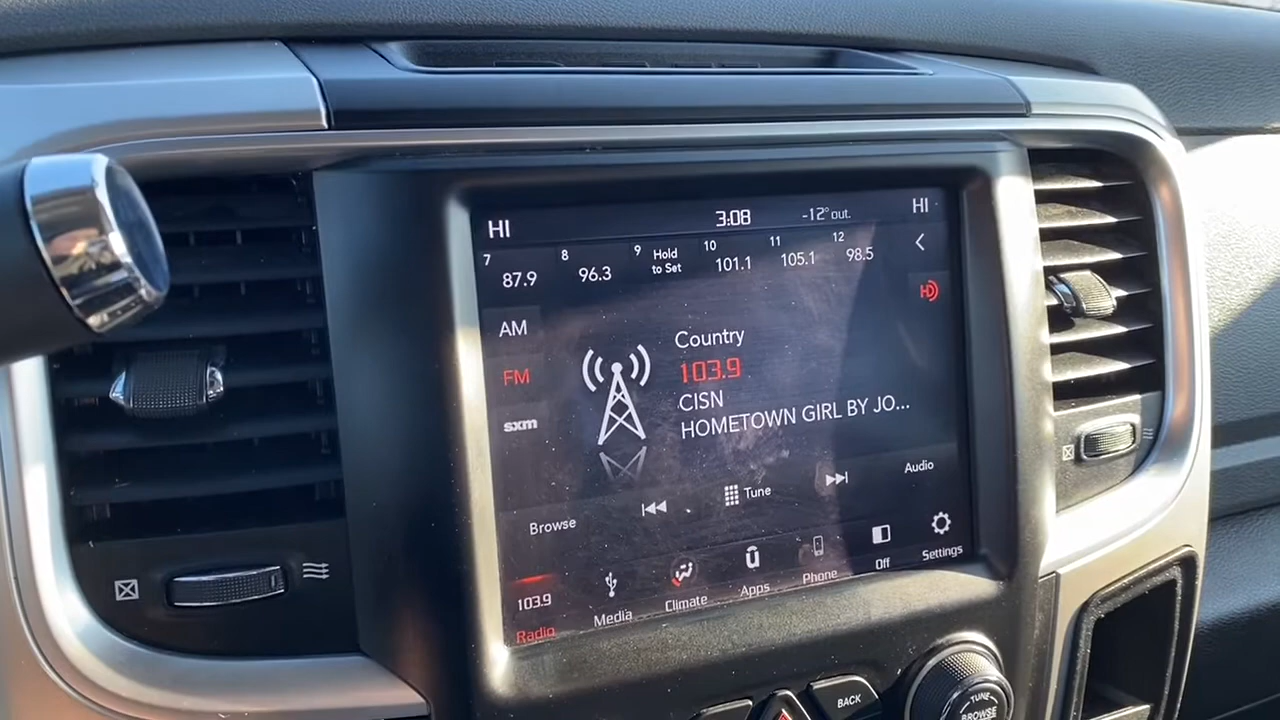 HI 3:08 -12° out. HI
7 87.9 8 96.3 9 Hold to Set 10 101.1 11 105.1 12 98.5
AM
FM
sxm
HD
Country
103.9
CISN
HOMETOWN GIRL BY JO...
Browse Tune Audio
103.9
Radio Media Climate Apps Phone Off Settings
BACK
TUNE
BROWSE